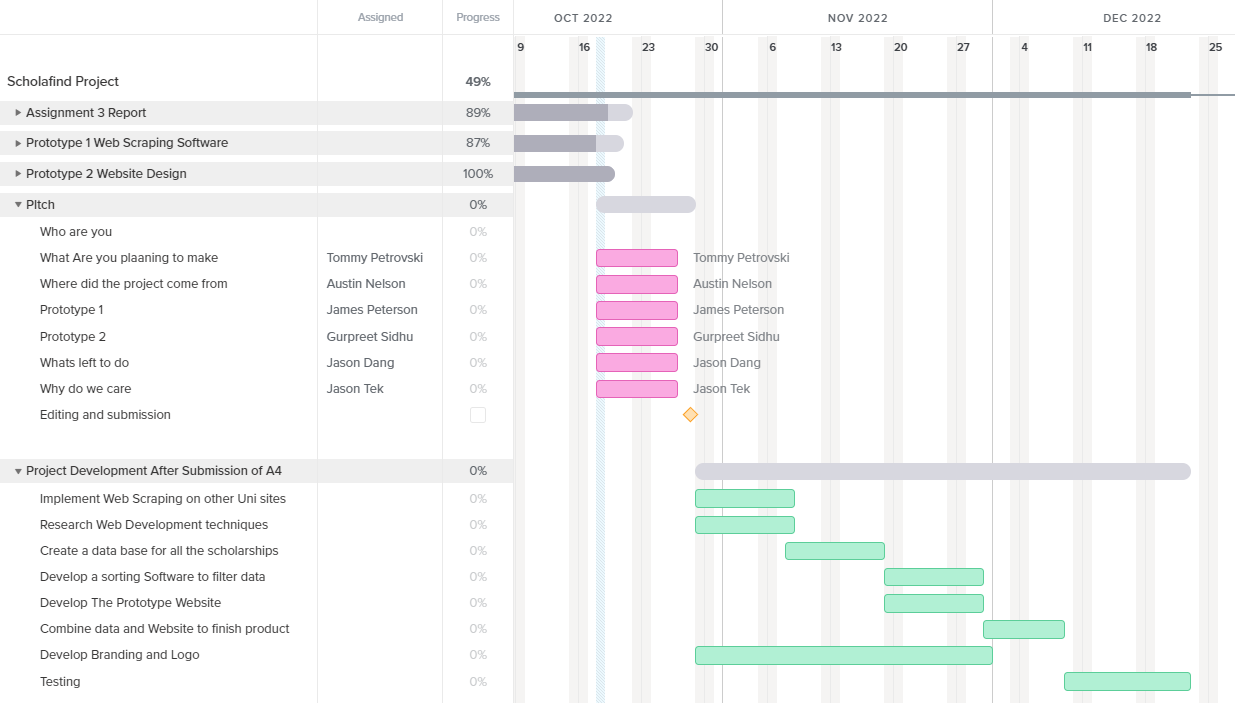 Assigned Progress OCT 2022 NOV 2022 DEC 2022
9 16 23 30 6 13 20 27 4 11 18 25
Scholafind Project 49%
Assignment 3 Report 89%
Prototype 1 Web Scraping Software 87%
Prototype 2 Website Design 100%
PItch 0%
Who are you 0%
What Are you plaaning to make Tommy Petrovski 0% Tommy Petrovski
Where did the project come from Austin Nelson 0% Austin Nelson
Prototype 1 James Peterson 0% James Peterson
Prototype 2 Gurpreet Sidhu 0% Gurpreet Sidhu
Whats left to do Jason Dang 0% Jason Dang
Why do we care Jason Tek 0% Jason Tek
Editing and submission
Project Development After Submission of A4 0%
Implement Web Scraping on other Uni sites 0%
Research Web Development techniques 0%
Create a data base for all the scholarships 0%
Develop a sorting Software to filter data 0%
Develop The Prototype Website 0%
Combine data and Website to finish product 0%
Develop Branding and Logo 0%
Testing 0%